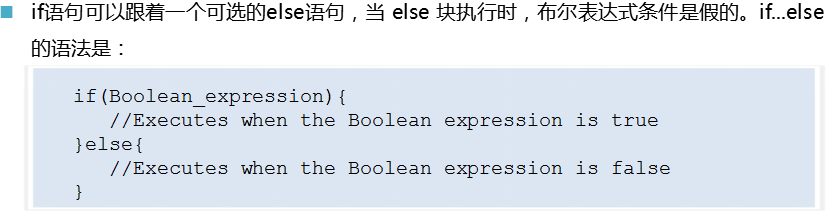 if语句可以跟着一个可选的else语句，当 else 块执行时，布尔表达式条件是假的。if...else
的语法是：
if(Boolean_expression){
   //Executes when the Boolean expression is true
}else{
   //Executes when the Boolean expression is false
}